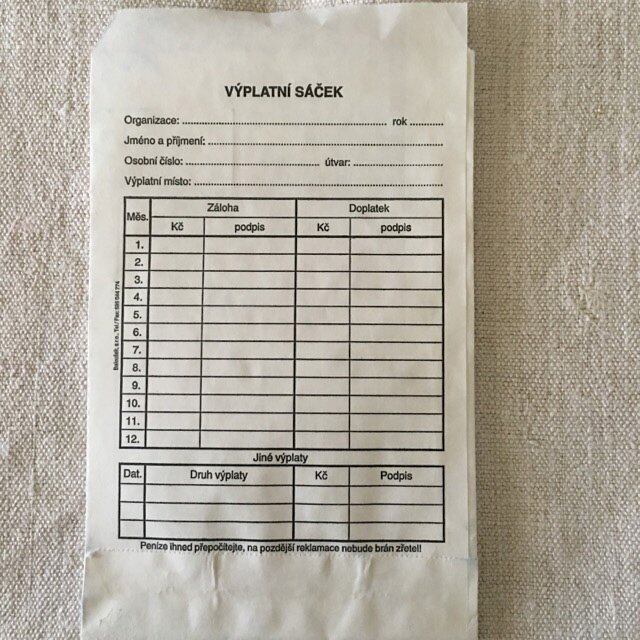 VÝPLATNÍ SÁČEK
Organizace: ........................ rok ............
Jméno a příjmení: ........................
Osobní číslo: ........................ útvar: ........................
Výplatní místo: ........................
Měs. Záloha Doplatek
Kč podpis Kč podpis
1.
2.
3.
4.
5.
6.
7.
8.
9.
10.
11.
12.
Jiné výplaty
Dat. Druh výplaty Kč Podpis
Peníze ihned přepočítejte, na pozdější reklamace nebude brán zřetel!
s.r.o. Tel / Fax: